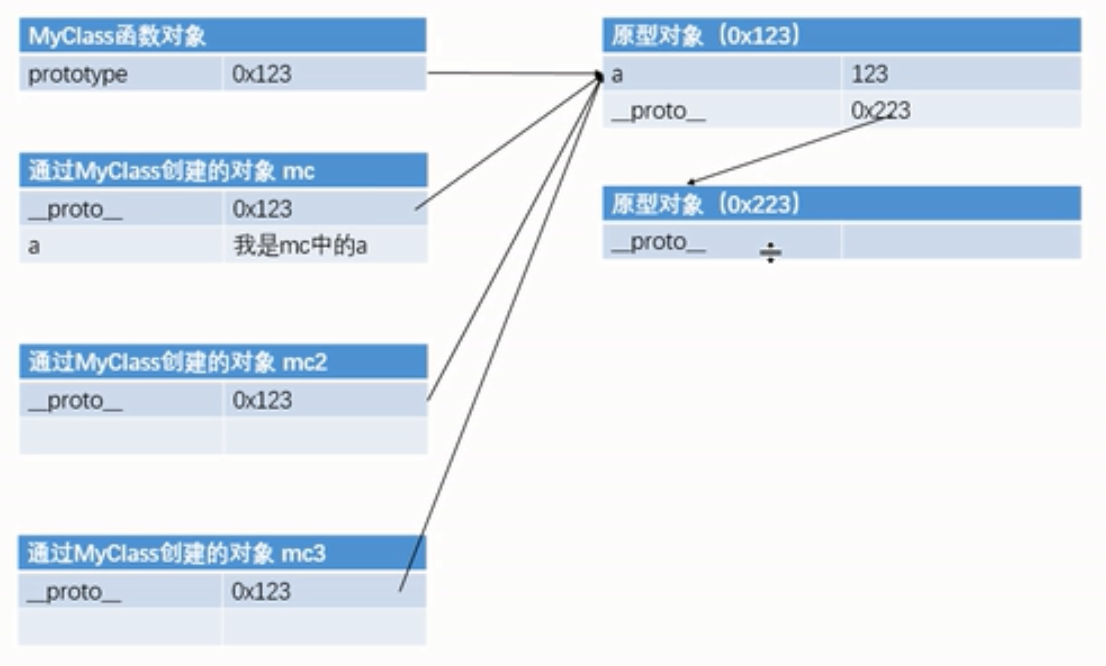 MyClass函数对象
prototype 0x123
通过MyClass创建的对象 mc
__proto__ 0x123
a 我是mc中的a
通过MyClass创建的对象 mc2
__proto__ 0x123
通过MyClass创建的对象 mc3
__proto__ 0x123
原型对象（0x123）
a 123
__proto__ 0x223
原型对象（0x223）
__proto__